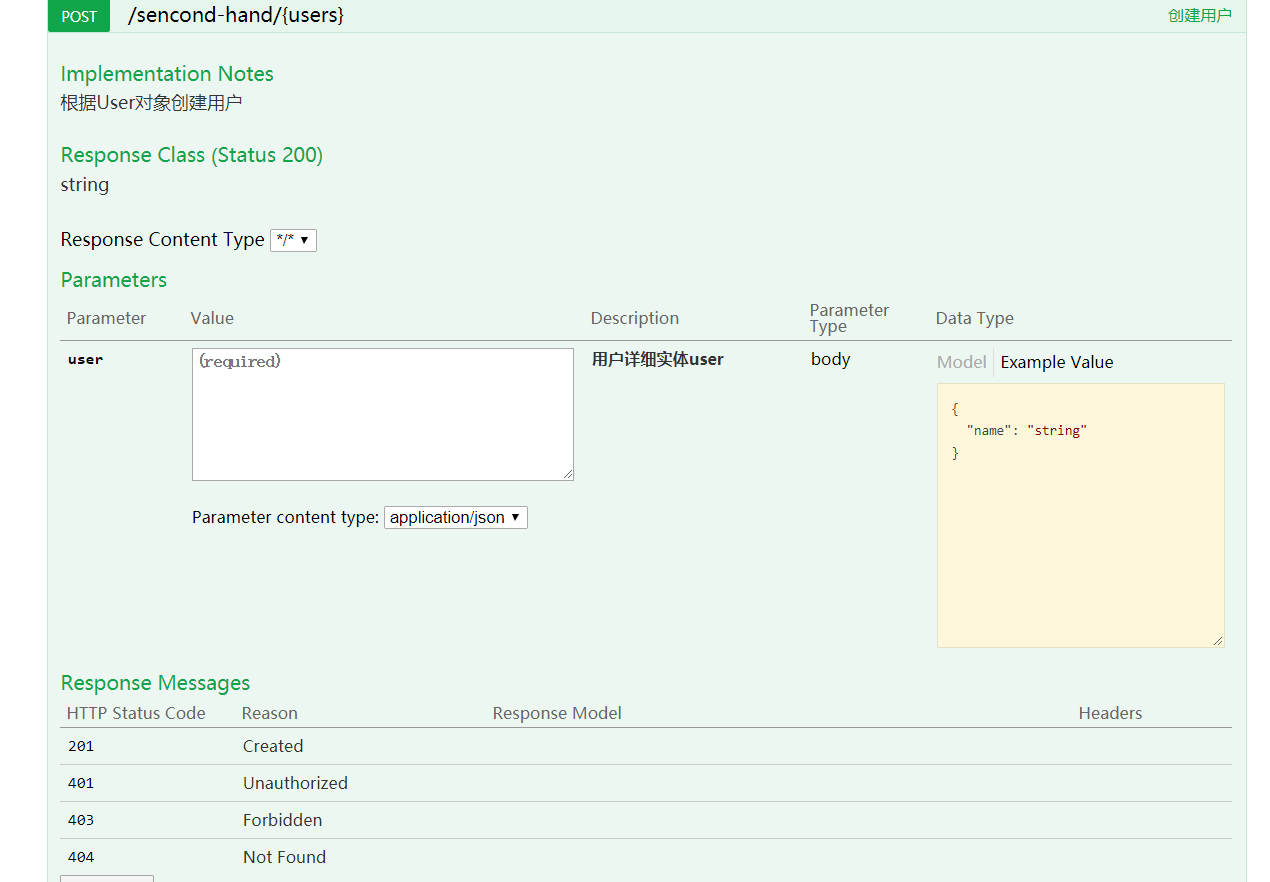 POST /sencond-hand/{users} 创建用户
Implementation Notes
根据User对象创建用户
Response Class (Status 200)
string
Response Content Type */*
Parameters
Parameter Value Description Parameter Type Data Type
user (required) 用户详细实体user body Model Example Value
{
"name": "string"
}
Parameter content type: application/json
Response Messages
HTTP Status Code Reason Response Model Headers
201 Created
401 Unauthorized
403 Forbidden
404 Not Found